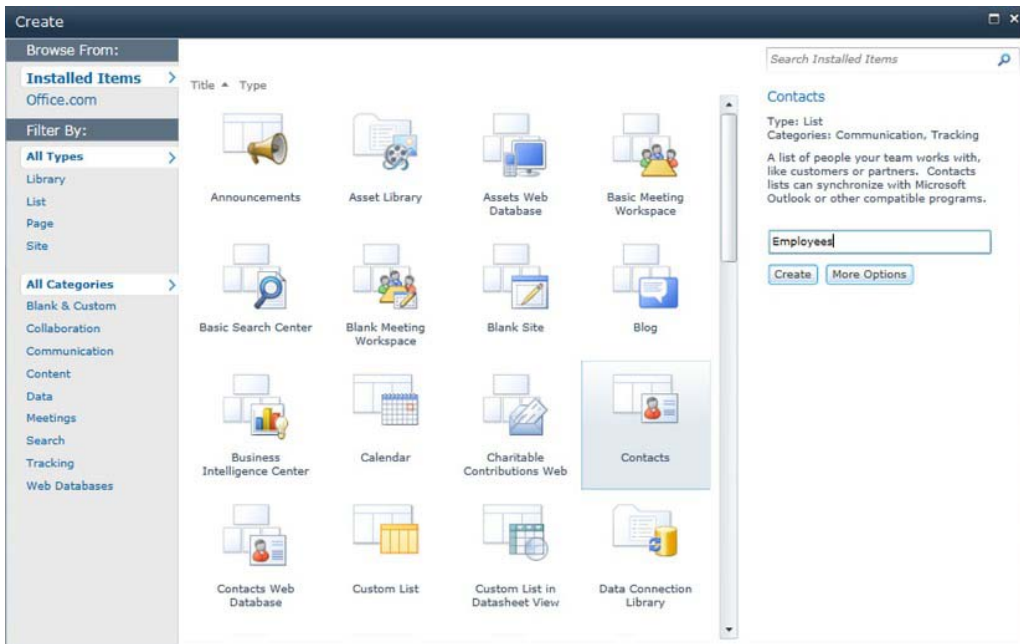 Create
Browse From:
Installed Items
Office.com
Filter By:
All Types
Library
List
Page
Site
All Categories
Blank & Custom
Collaboration
Communication
Content
Data
Meetings
Search
Tracking
Web Databases
Title Type
Announcements
Asset Library
Assets Web
Database
Basic Meeting
Workspace
Basic Search Center
Blank Meeting
Workspace
Blank Site
Blog
Business
Intelligence Center
Calendar
Charitable
Contributions Web
Contacts
Contacts Web
Database
Custom List
Custom List in
Datasheet View
Data Connection
Library
Search Installed Items
Contacts
Type: List
Categories: Communication, Tracking
A list of people your team works with,
like customers or partners. Contacts
lists can synchronize with Microsoft
Outlook or other compatible programs.
Employees
Create More Options